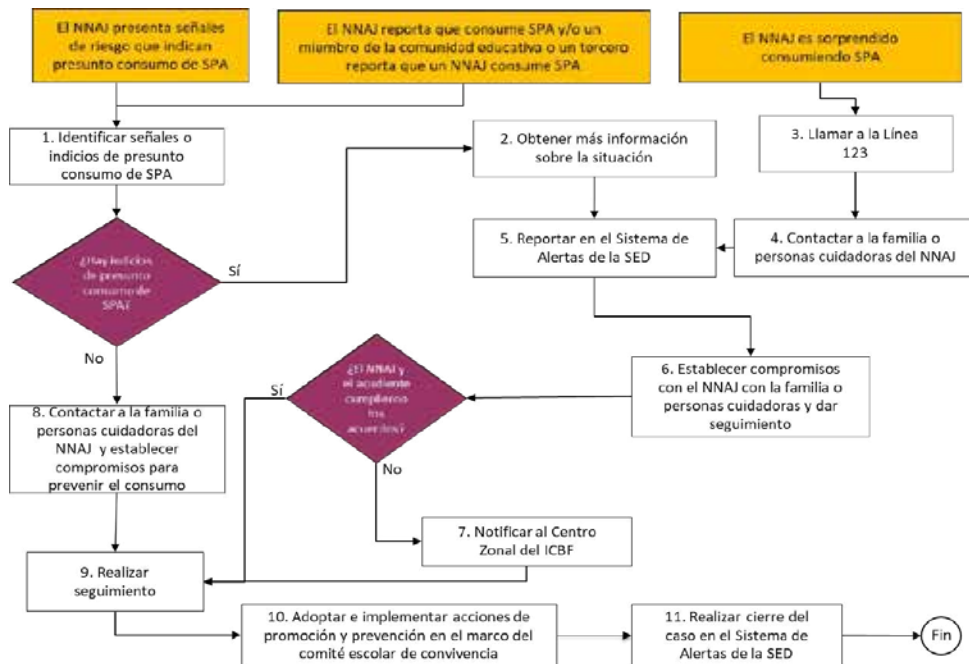 El NNAJ presenta señales
de riesgo que indican
presunto consumo de SPA
El NNAJ reporta que consume SPA y/o un
miembro de la comunidad educativa o un tercero
reporta que un NNAJ consume SPA
El NNAJ es sorprendido
consumiendo SPA
1. Identificar señales o
indicios de presunto
consumo de SPA
2. Obtener más información
sobre la situación
3. Llamar a la Línea
123
¿Hay indicios
de presunto
consumo de
SPA?
Sí
5. Reportar en el Sistema de
Alertas de la SED
4. Contactar a la familia o
personas cuidadoras del NNAJ
No
¿El NNAJ y
el acudiente
cumplieron
los
acuerdos?
Sí
6. Establecer compromisos
con el NNAJ con la familia o
personas cuidadoras y dar
seguimiento
8. Contactar a la familia o
personas cuidadoras del
NNAJ y establecer
compromisos para
prevenir el consumo
No
7. Notificar al Centro
Zonal del ICBF
9. Realizar
seguimiento
10. Adoptar e implementar acciones de
promoción y prevención en el marco del
comité escolar de convivencia
11. Realizar cierre del
caso en el Sistema de
Alertas de la SED
Fin